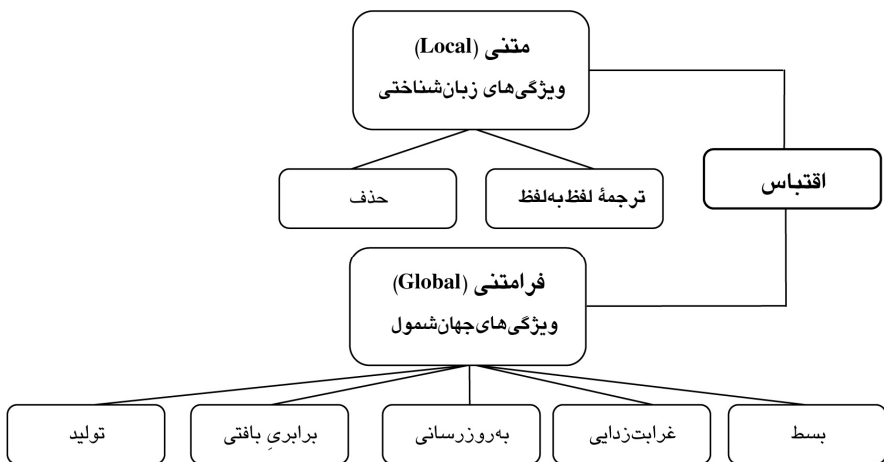 متنی (Local)
ویژگی‌های زبان‌شناختی
اقتباس
ترجمهٔ لفظ‌به‌لفظ
حذف
فرامتنی (Global)
ویژگی‌های‌جهان‌شمول
بسط
غرابت‌زدایی
به‌روزرسانی
برابریِ بافتی
تولید